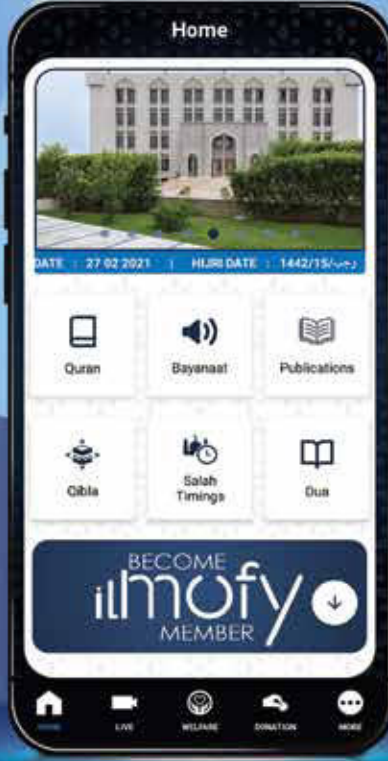 Home
DATE : 27 02 2021 | HIJRI DATE : 1442/15/رجب
Quran
Bayanaat
Publications
Qibla
Salah
Timings
Dua
BECOME
ilmofy
MEMBER
HOME
LIVE
WELFARE
DONATION
MORE